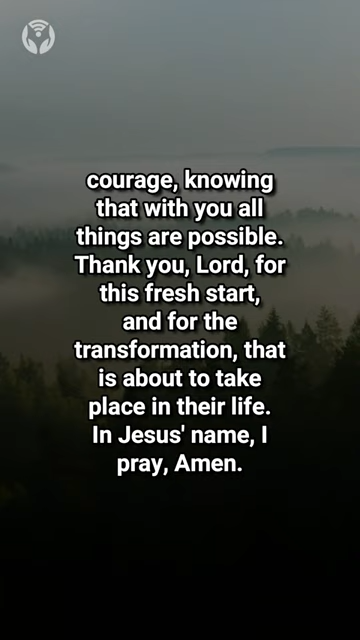 courage, knowing
that with you all
things are possible.
Thank you, Lord, for
this fresh start,
and for the
transformation, that
is about to take
place in their life.
In Jesus' name, I
pray, Amen.